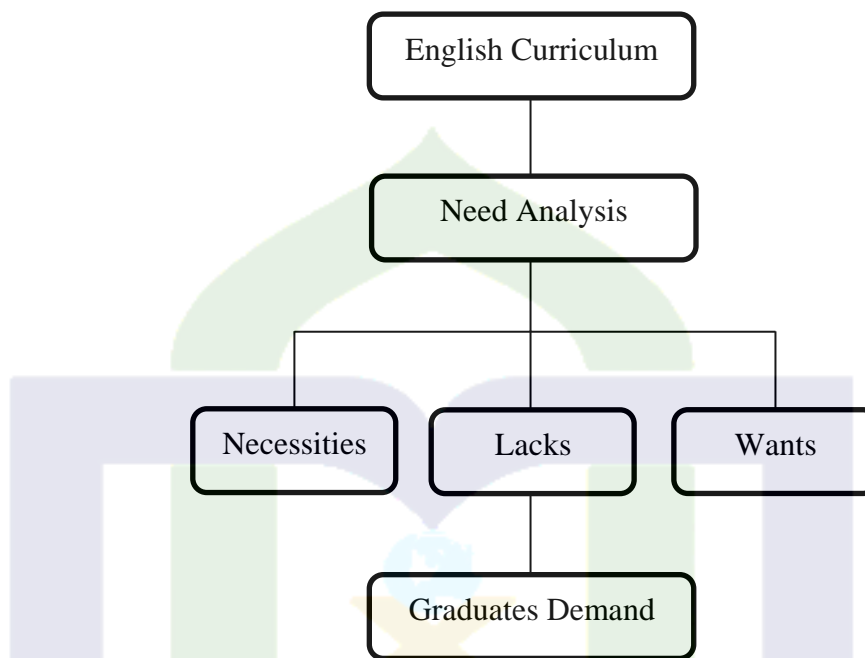 English Curriculum
Need Analysis
Necessities
Lacks
Wants
Graduates Demand